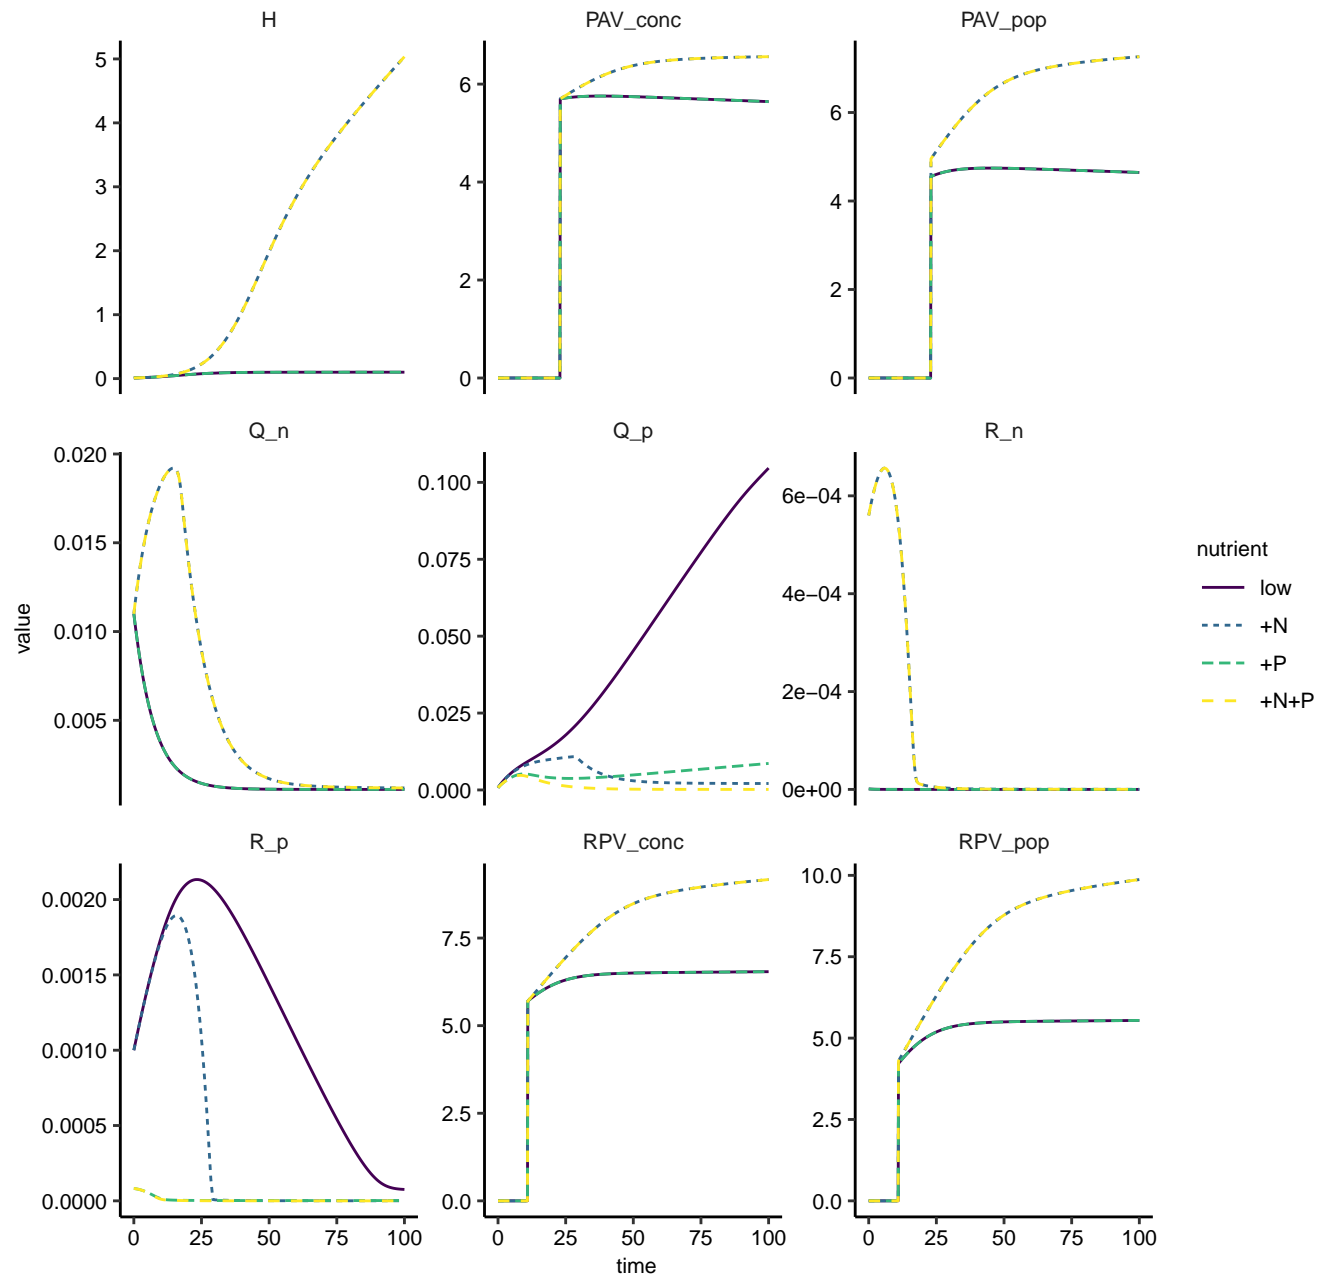 H
PAV_conc
PAV_pop
5
4
3
2
1
0
6
4
2
0
6
4
2
0
Q_n
Q_p
R_n
0.020
0.015
0.010
0.005
0.100
0.075
0.050
0.025
0.000
6e−04
4e−04
2e−04
0e+00
value
nutrient
low
+N
+P
+N+P
R_p
RPV_conc
RPV_pop
0.0020
0.0015
0.0010
0.0005
0.0000
7.5
5.0
2.5
0.0
10.0
7.5
5.0
2.5
0.0
0 25 50 75 100
0 25 50 75 100
0 25 50 75 100
time